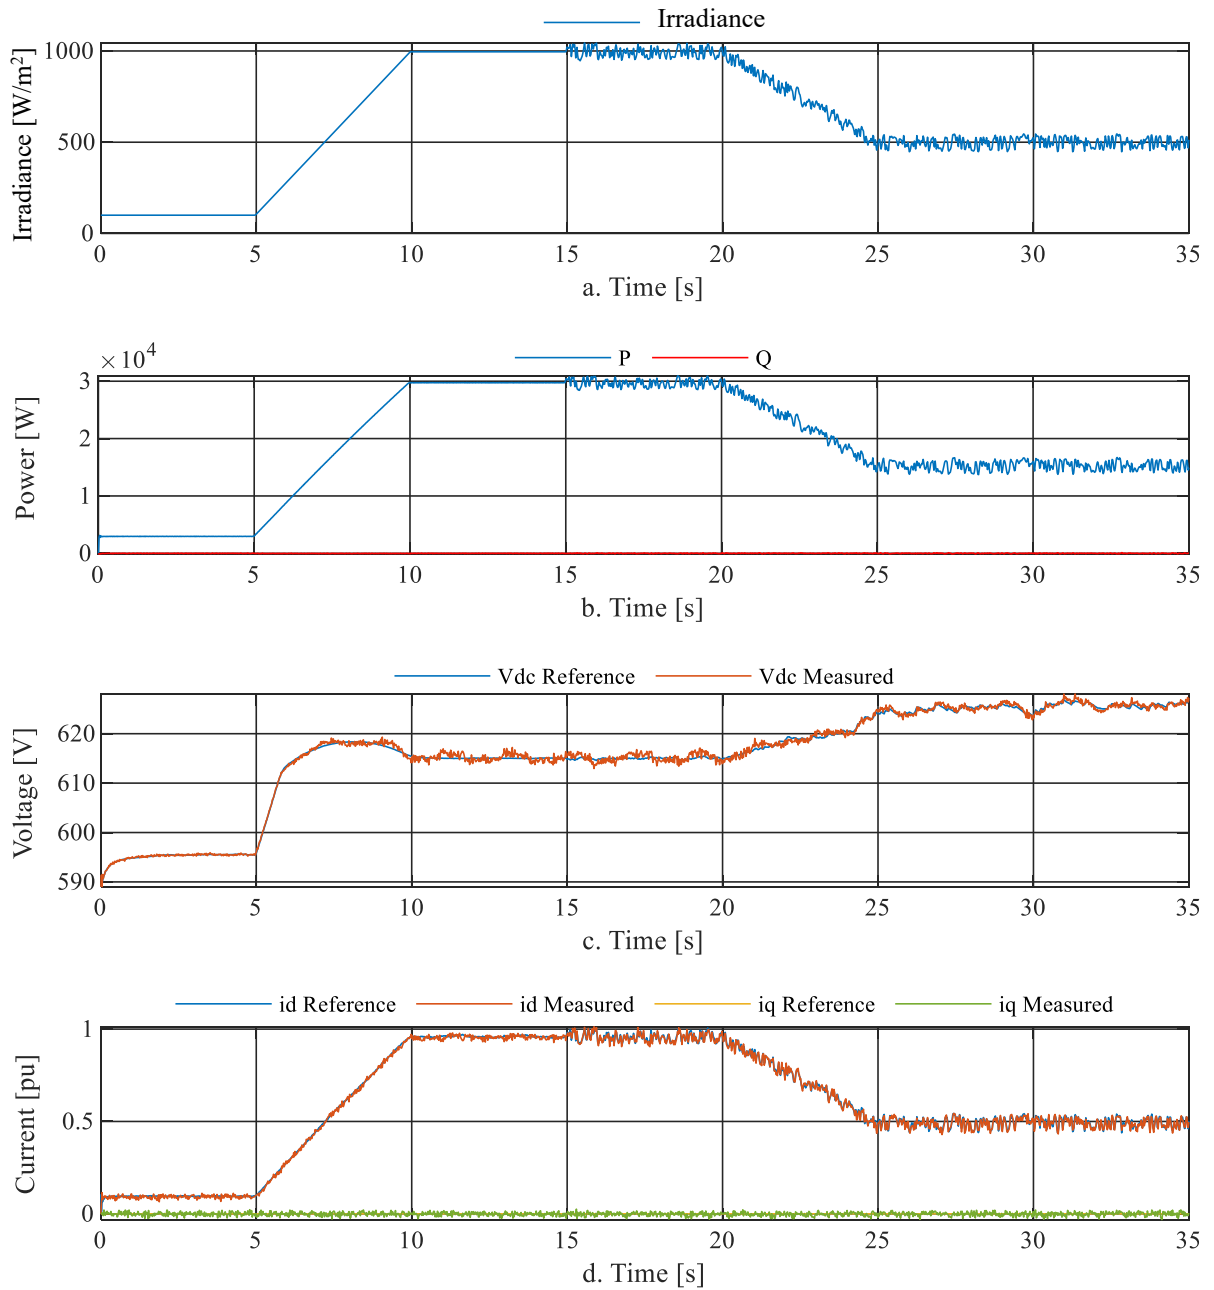 Irradiance
Irradiance [W/m²]
1000
500
0
0 5 10 15 20 25 30 35
a. Time [s]
×10⁴
P Q
Power [W]
3
2
1
0
0 5 10 15 20 25 30 35
b. Time [s]
Vdc Reference Vdc Measured
Voltage [V]
620
610
600
590
0 5 10 15 20 25 30 35
c. Time [s]
id Reference id Measured iq Reference iq Measured
Current [pu]
1
0.5
0
0 5 10 15 20 25 30 35
d. Time [s]